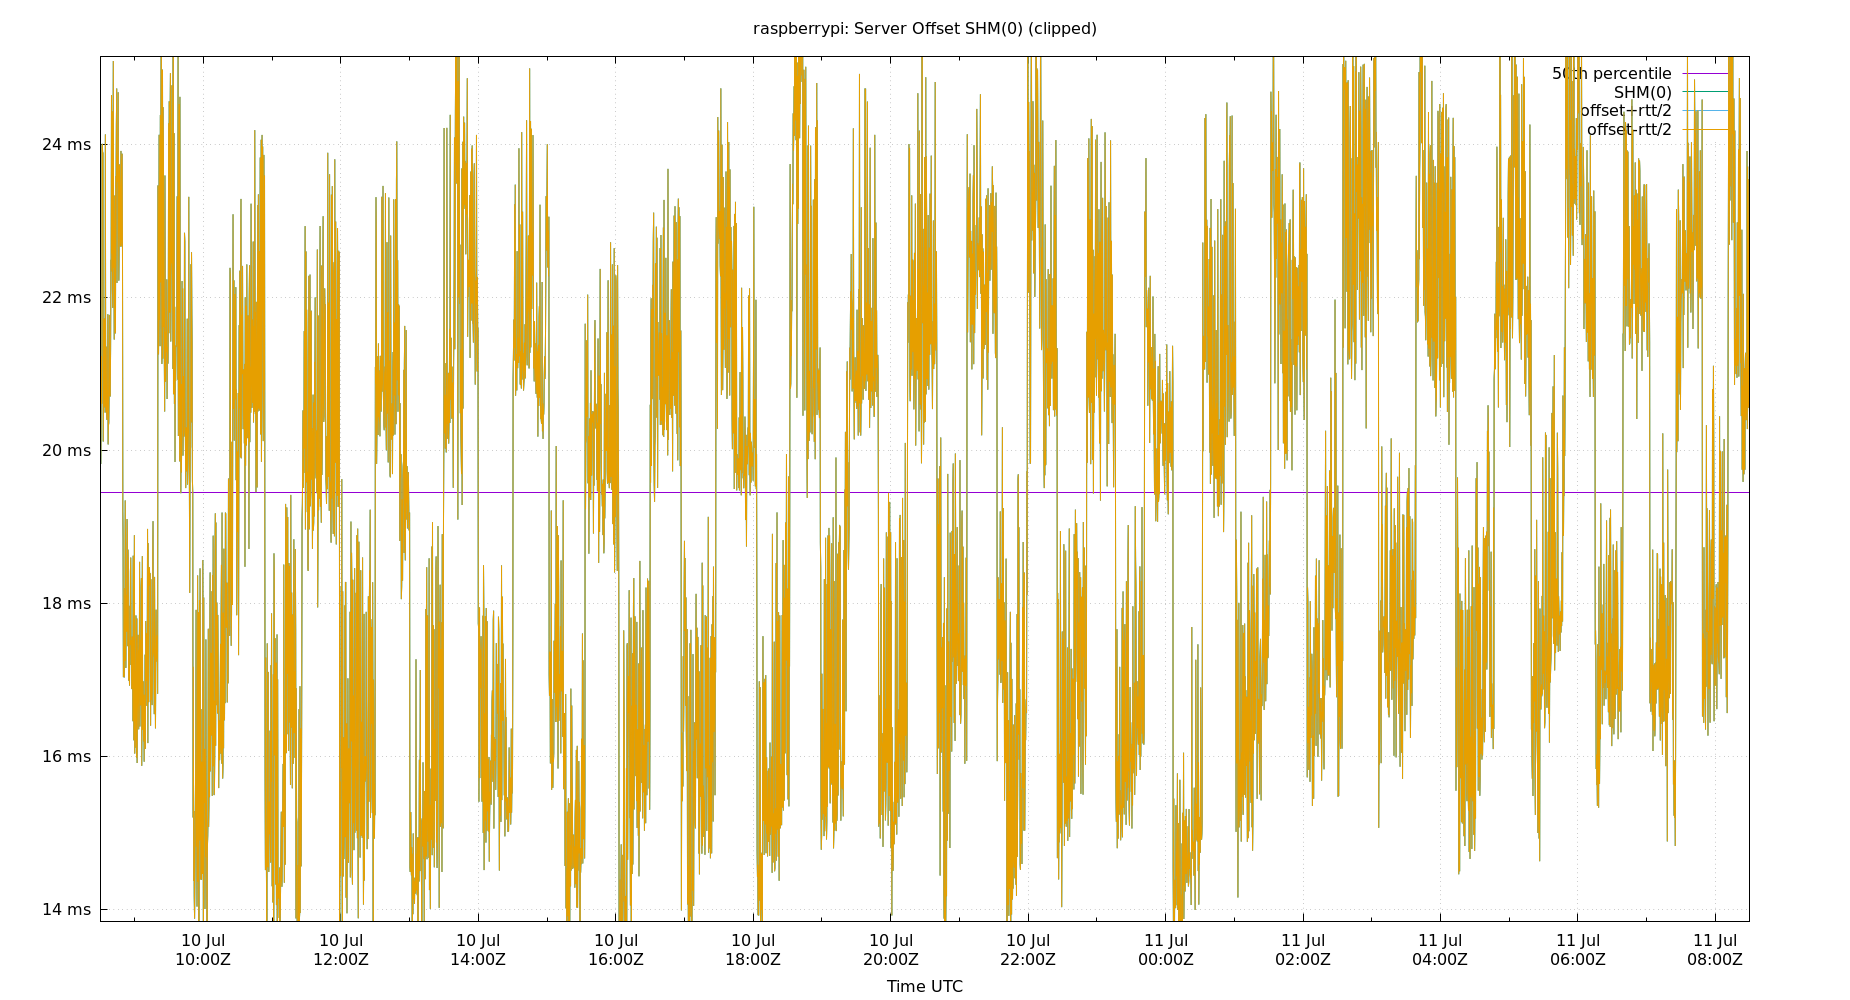 raspberrypi: Server Offset SHM(0) (clipped)
50th percentile
SHM(0)
offset+rtt/2
offset-rtt/2
24 ms
22 ms
20 ms
18 ms
16 ms
14 ms
10 Jul 10 Jul 10 Jul 10 Jul 10 Jul 10 Jul 10 Jul 11 Jul 11 Jul 11 Jul 11 Jul 11 Jul
10:00Z 12:00Z 14:00Z 16:00Z 18:00Z 20:00Z 22:00Z 00:00Z 02:00Z 04:00Z 06:00Z 08:00Z
Time UTC